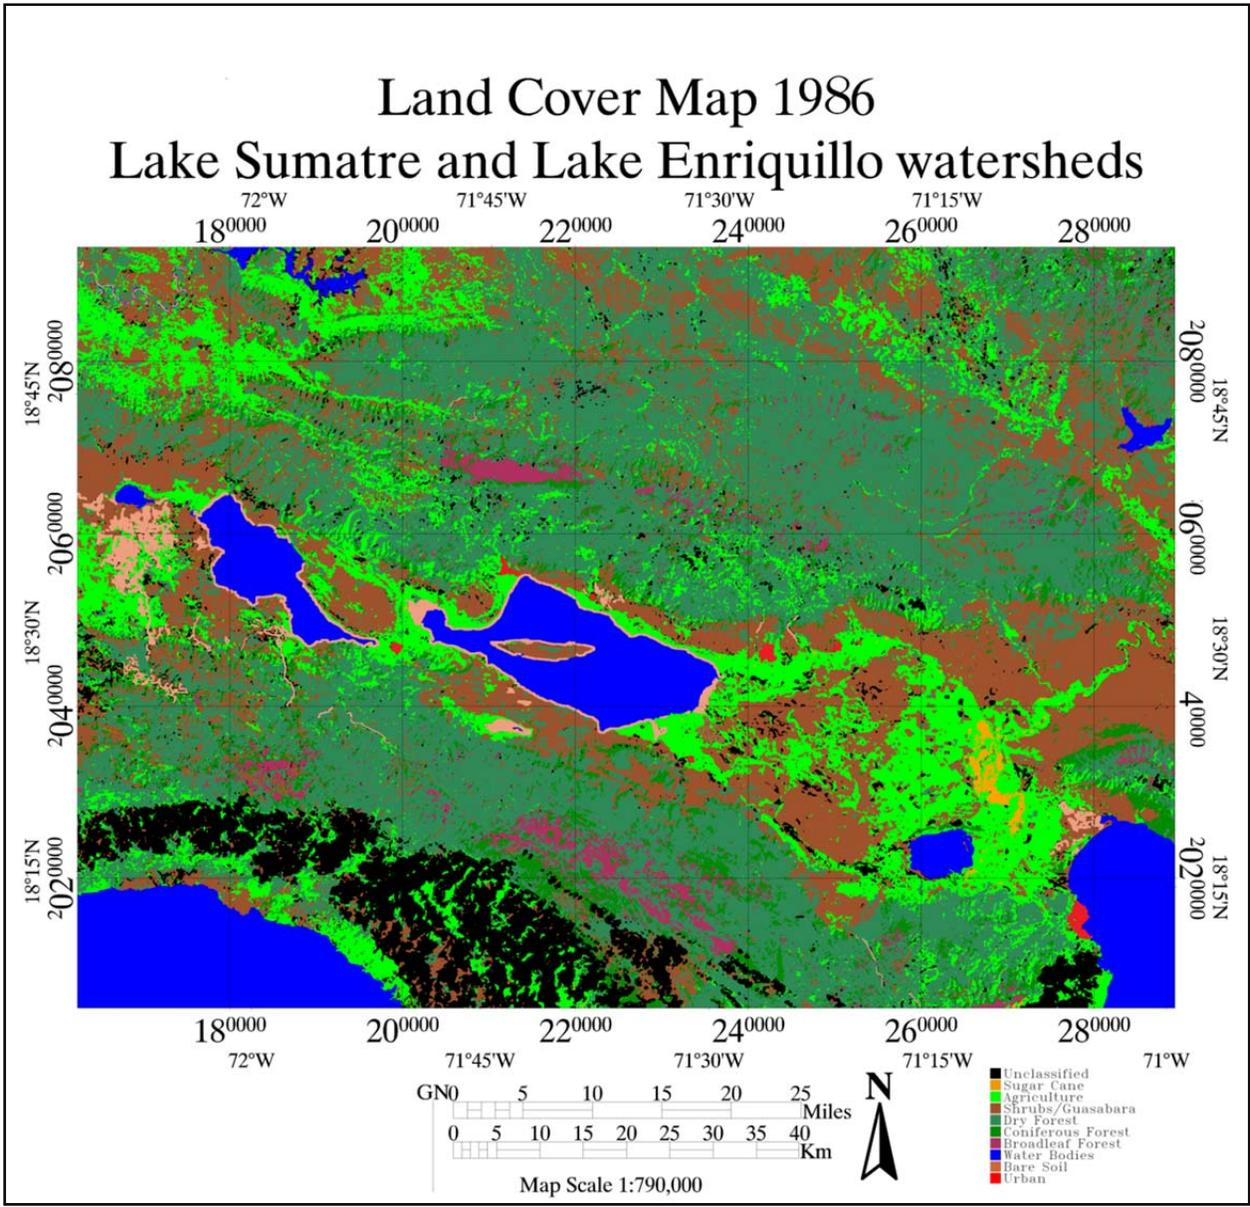 Land Cover Map 1986
Lake Sumatre and Lake Enriquillo watersheds
72°W 71°45'W 71°30'W 71°15'W
180000 200000 220000 240000 260000 280000
2080000 2080000
18°45'N 18°45'N
2060000 060000
18°30'N 18°30'N
2040000 40000
18°15'N 18°15'N
2020000 2020000
180000 200000 220000 240000 260000 280000
72°W 71°45'W 71°30'W 71°15'W 71°W
GN
0 5 10 15 20 25
Miles
0 5 10 15 20 25 30 35 40
Km
Map Scale 1:790,000
N
Unclassified
Sugar Cane
Agriculture
Shrubs/Guasabara
Dry Forest
Coniferous Forest
Broadleaf Forest
Water Bodies
Bare Soil
Urban